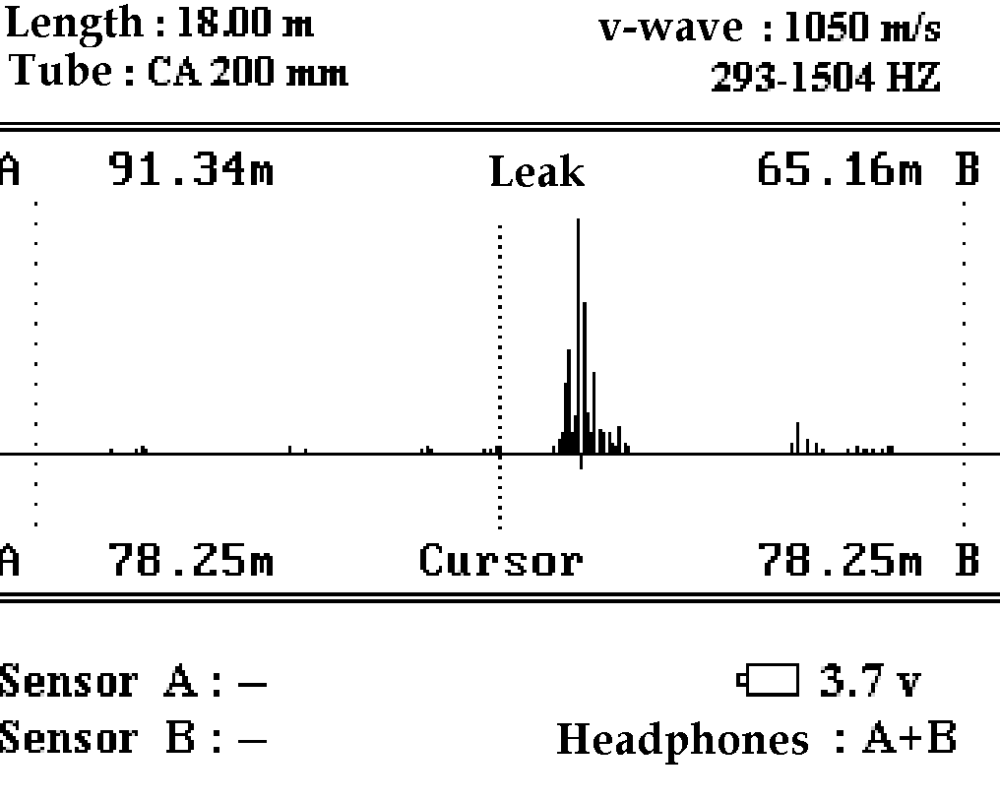 Length : 18.00 m v-wave : 1050 m/s
Tube : CA 200 mm 293-1504 HZ
A 91.34m Leak 65.16m B
A 78.25m Cursor 78.25m B
Sensor A : – 3.7 v
Sensor B : – Headphones : A+B